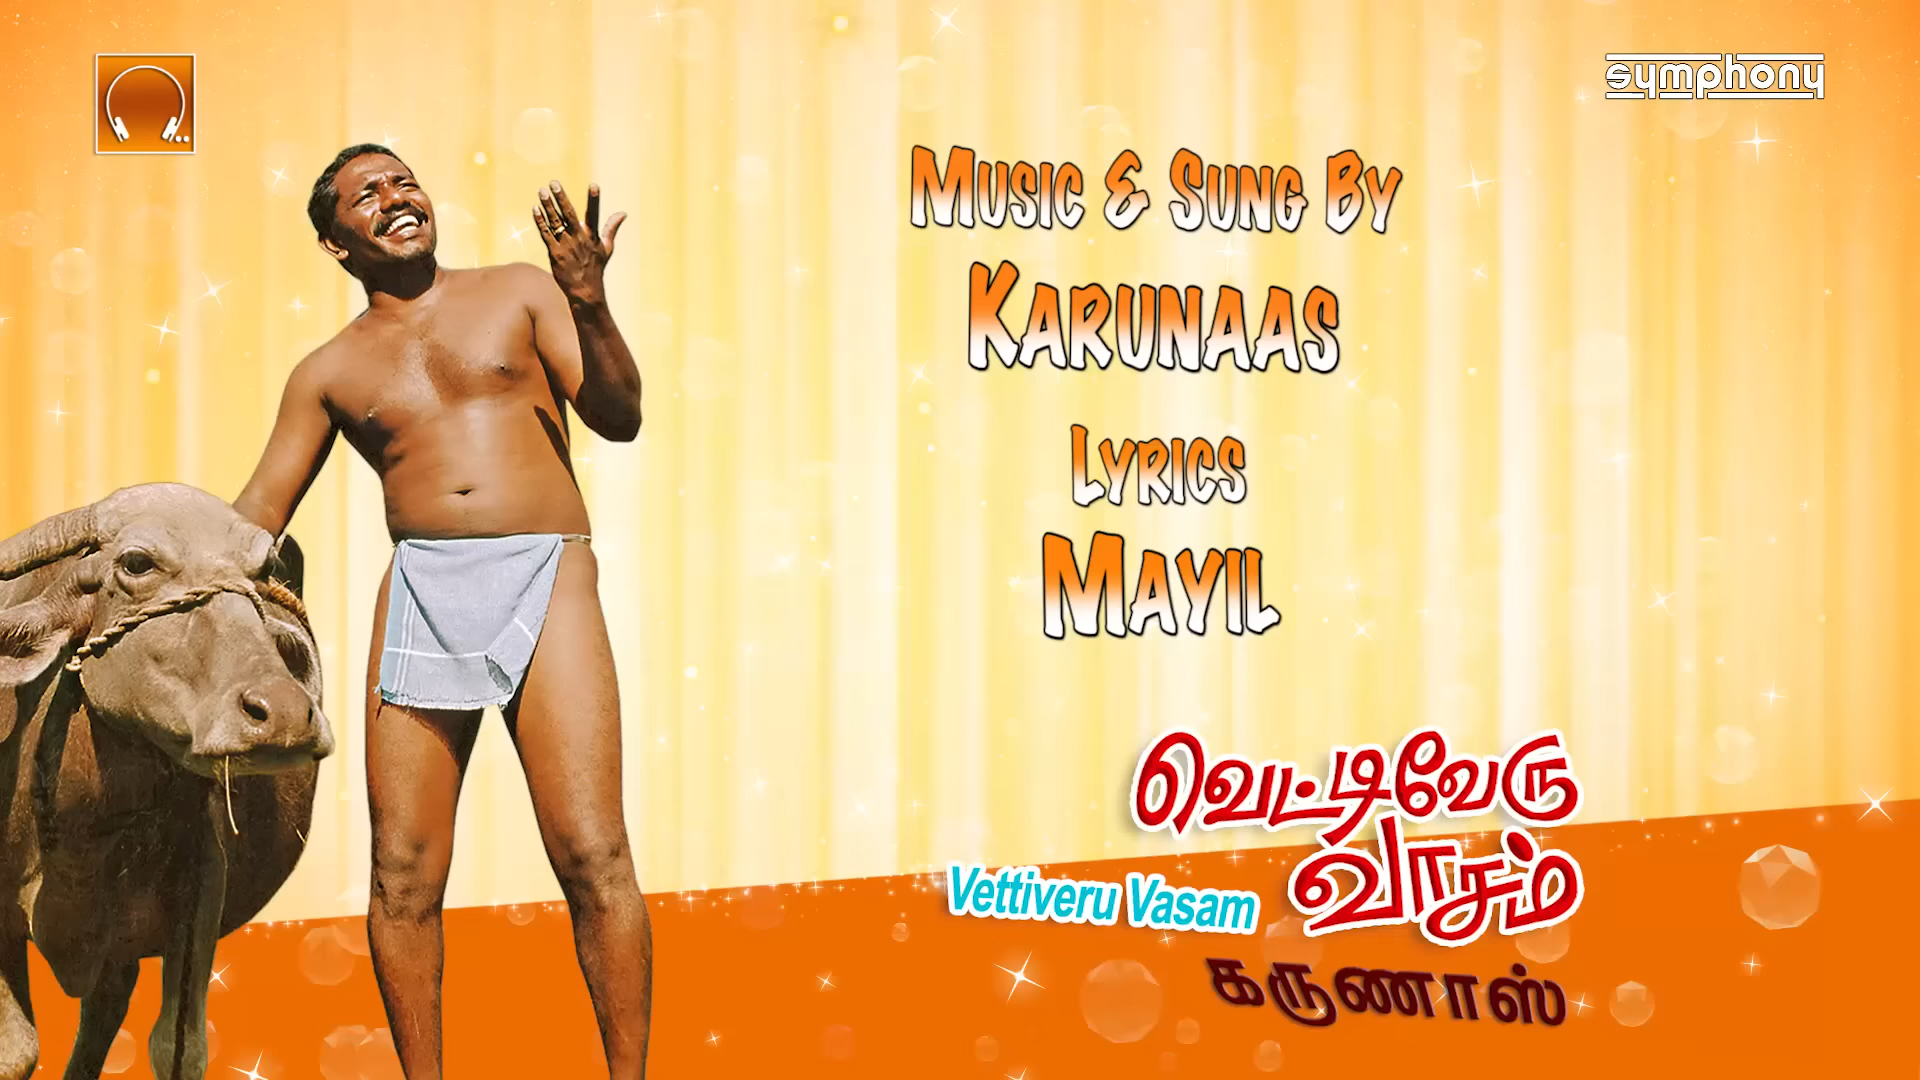 symphony
Music & Sung By
Karunaas
Lyrics
Mayil
வெட்டிவேரு
வாசம்
Vettiveru Vasam
கருணாஸ்